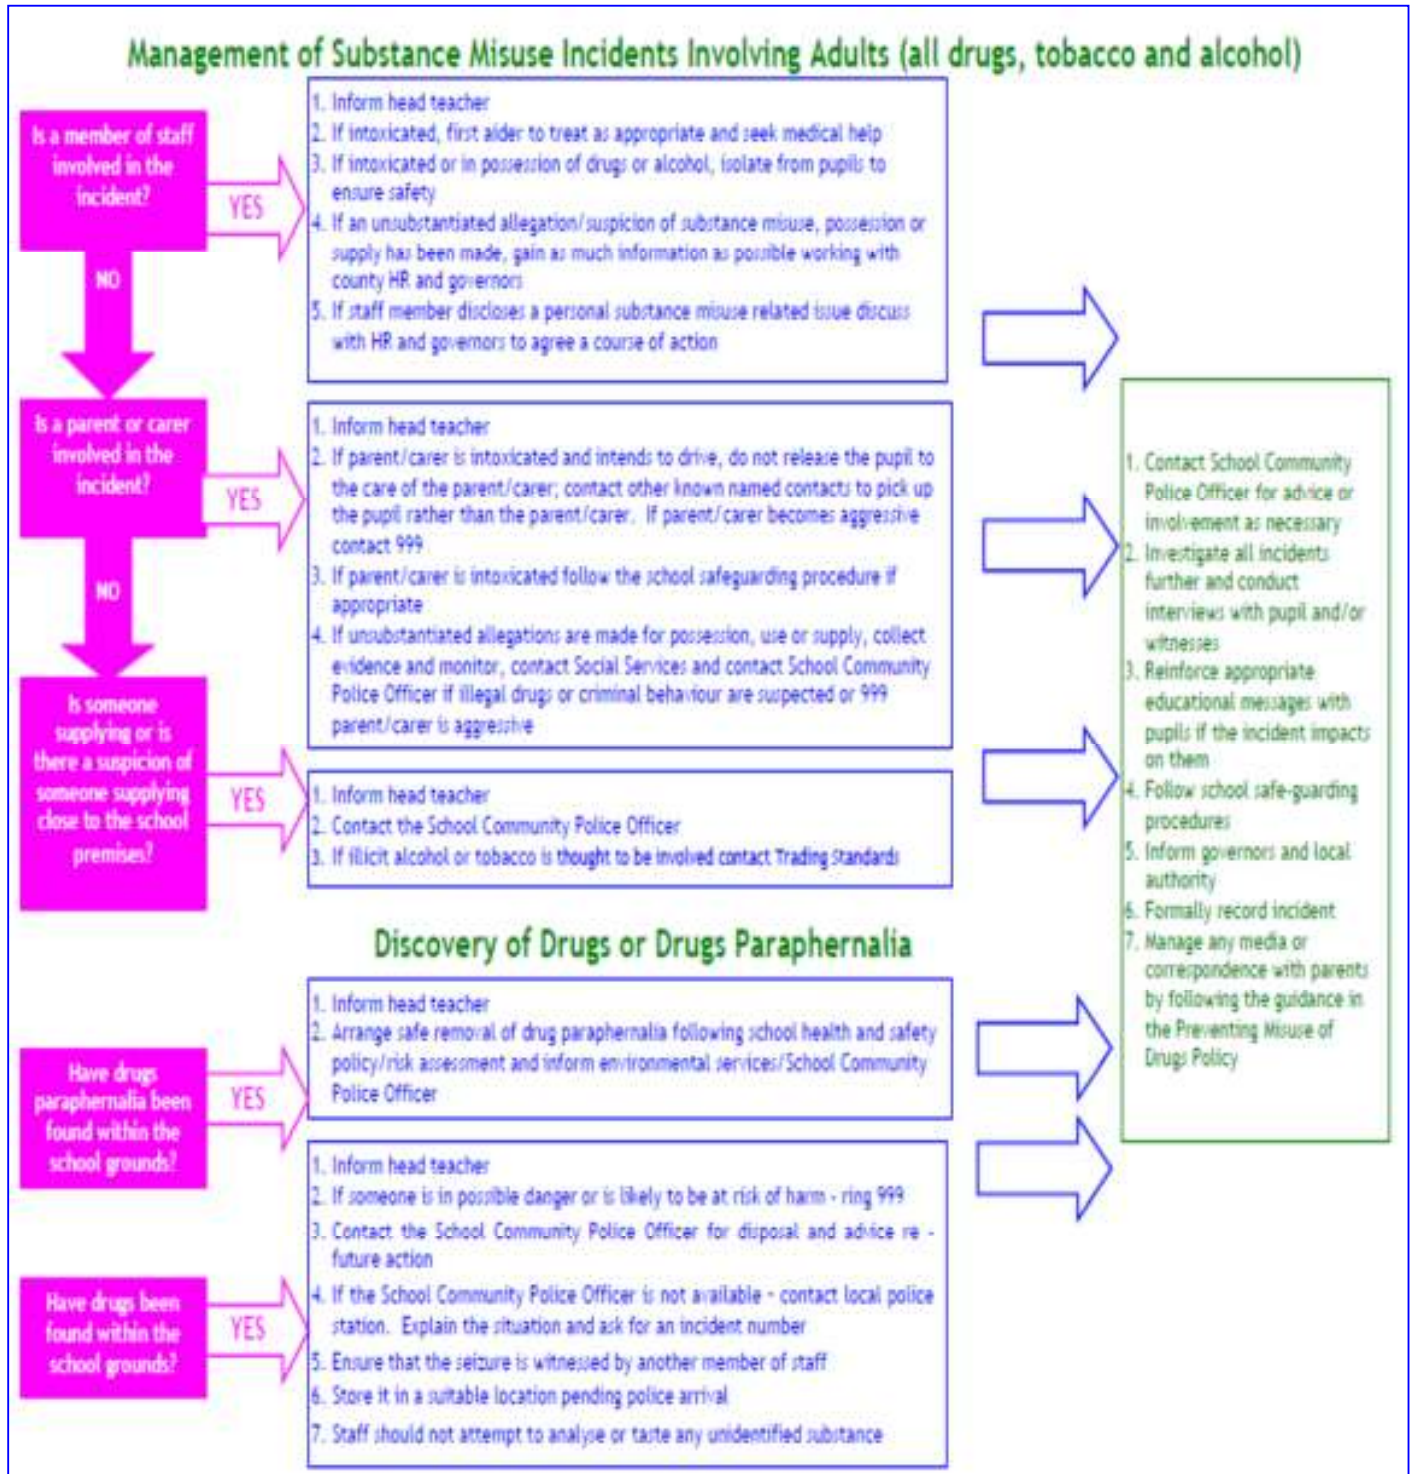 Management of Substance Misuse Incidents Involving Adults (all drugs, tobacco and alcohol)
Is a member of staff
involved in the
incident?
YES
1. Inform head teacher
2. If intoxicated, first aider to treat as appropriate and seek medical help
3. If intoxicated or in possession of drugs or alcohol, isolate from pupils to
ensure safety
4. If an unsubstantiated allegation/suspicion of substance misuse, possession or
supply has been made, gain as much information as possible working with
county HR and governors
5. If staff member discloses a personal substance misuse related issue discuss
with HR and governors to agree a course of action
NO
Is a parent or carer
involved in the
incident?
YES
1. Inform head teacher
2. If parent/carer is intoxicated and intends to drive, do not release the pupil to
the care of the parent/carer; contact other known named contacts to pick up
the pupil rather than the parent/carer. If parent/carer becomes aggressive
contact 999
3. If parent/carer is intoxicated follow the school safeguarding procedure if
appropriate
4. If unsubstantiated allegations are made for possession, use or supply, collect
evidence and monitor, contact Social Services and contact School Community
Police Officer if illegal drugs or criminal behaviour are suspected or 999
parent/carer is aggressive
NO
Is someone
supplying or is
there a suspicion of
someone supplying
close to the school
premises?
YES
1. Inform head teacher
2. Contact the School Community Police Officer
3. If illicit alcohol or tobacco is thought to be involved contact Trading Standards
1. Contact School Community
Police Officer for advice or
involvement as necessary
2. Investigate all incidents
further and conduct
interviews with pupil and/or
witnesses
3. Reinforce appropriate
educational messages with
pupils if the incident impacts
on them
4. Follow school safe-guarding
procedures
5. Inform governors and local
authority
6. Formally record incident
7. Manage any media or
correspondence with parents
by following the guidance in
the Preventing Misuse of
Drugs Policy
Discovery of Drugs or Drugs Paraphernalia
Have drugs
paraphernalia been
found within the
school grounds?
YES
1. Inform head teacher
2. Arrange safe removal of drug paraphernalia following school health and safety
policy/risk assessment and inform environmental services/School Community
Police Officer
Have drugs been
found within the
school grounds?
YES
1. Inform head teacher
2. If someone is in possible danger or is likely to be at risk of harm - ring 999
3. Contact the School Community Police Officer for disposal and advice re -
future action
4. If the School Community Police Officer is not available - contact local police
station. Explain the situation and ask for an incident number
5. Ensure that the seizure is witnessed by another member of staff
6. Store it in a suitable location pending police arrival
7. Staff should not attempt to analyse or taste any unidentified substance